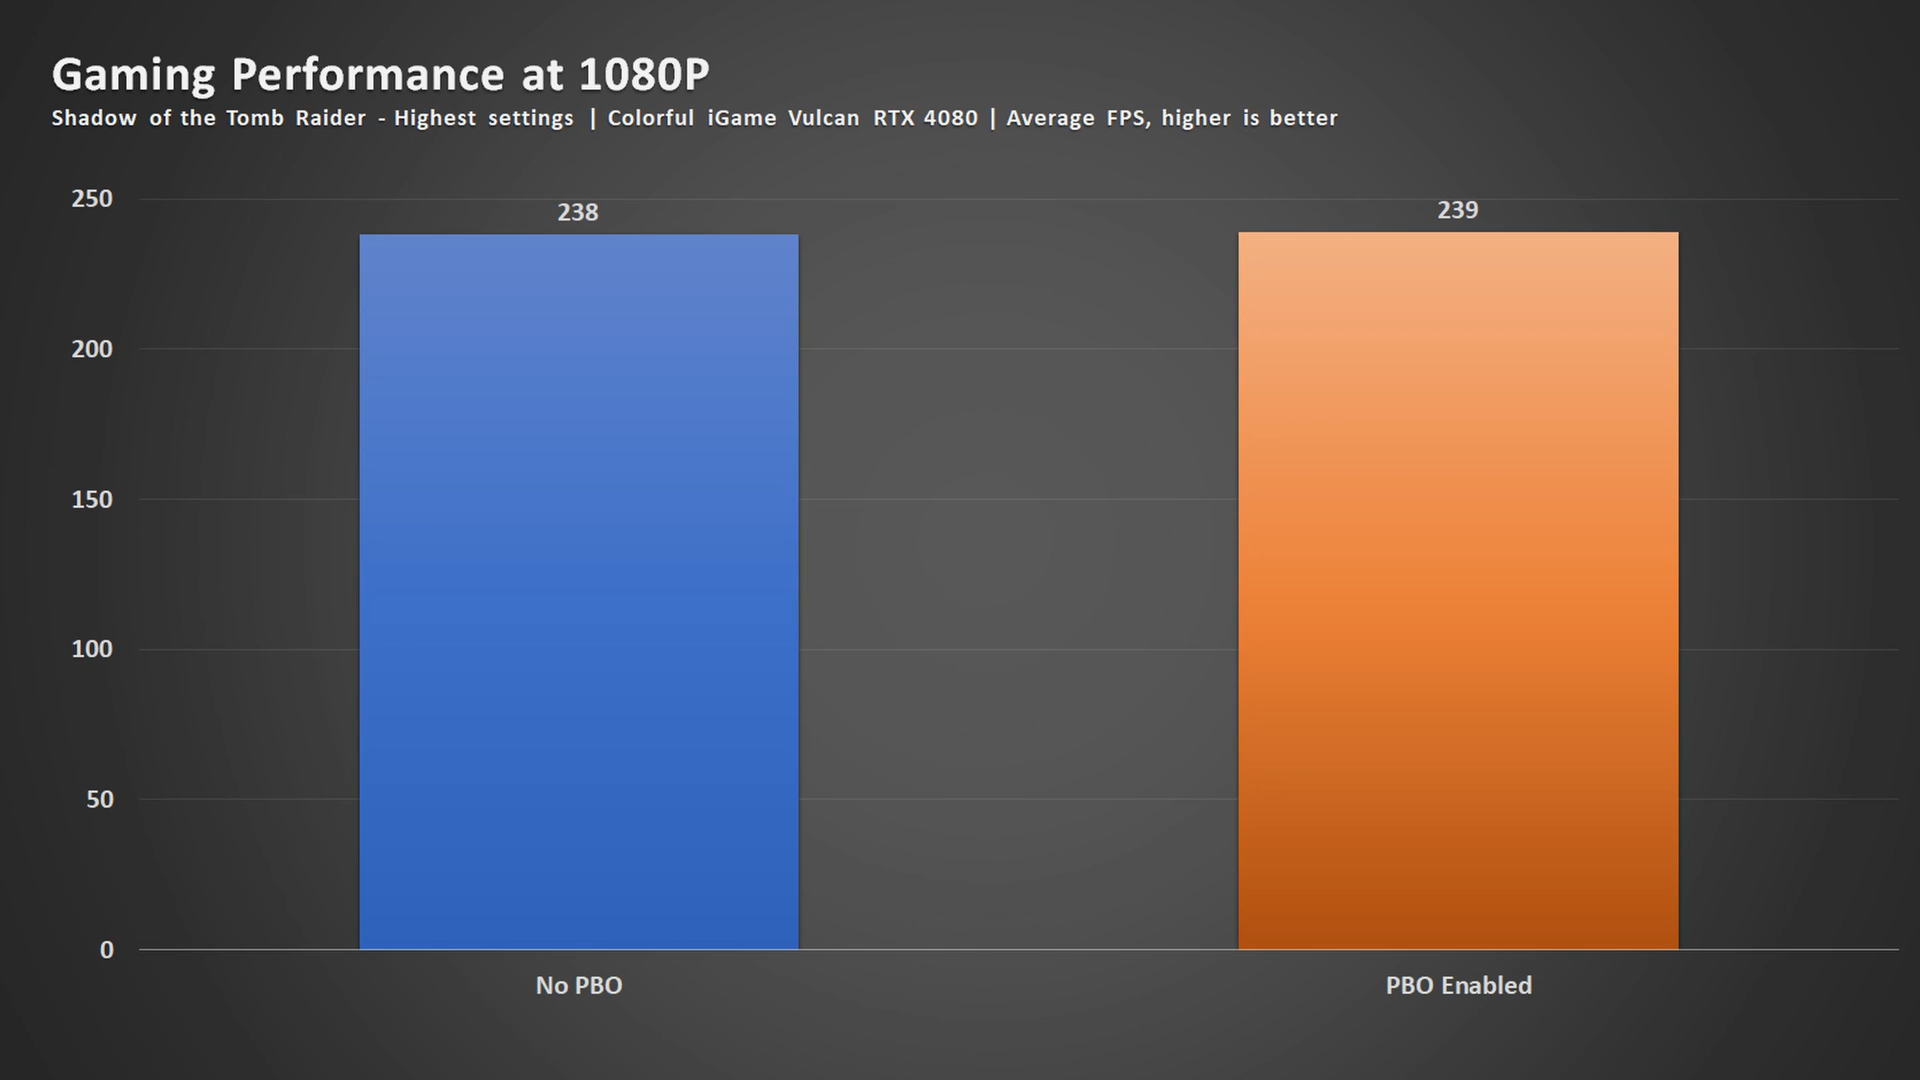 Gaming Performance at 1080P
Shadow of the Tomb Raider - Highest settings | Colorful iGame Vulcan RTX 4080 | Average FPS, higher is better
250
238
239
200
150
100
50
0
No PBO
PBO Enabled